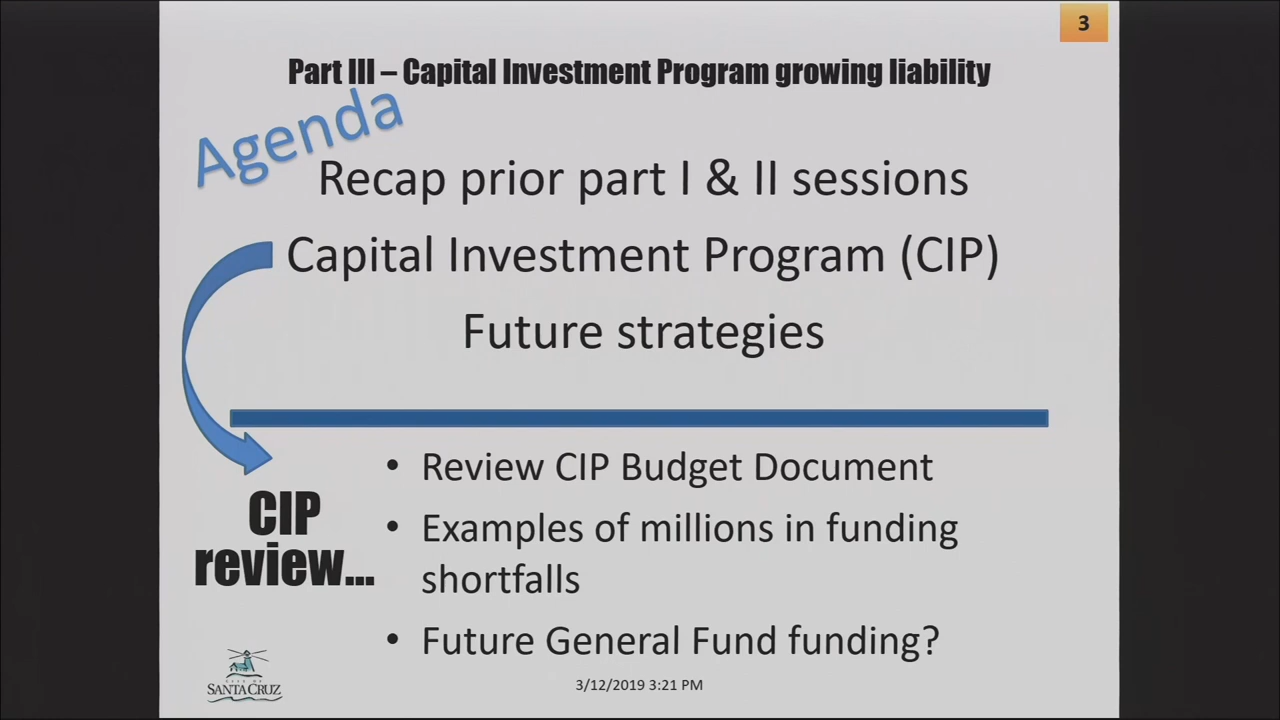 3
Part III – Capital Investment Program growing liability
Agenda
Recap prior part I & II sessions
Capital Investment Program (CIP)
Future strategies
CIP
review...
• Review CIP Budget Document
• Examples of millions in funding
shortfalls
• Future General Fund funding?
CITY OF
SANTA CRUZ
3/12/2019 3:21 PM